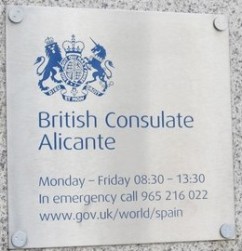 British Consulate
Alicante
Monday – Friday 08:30 – 13:30
In emergency call 965 216 022
www.gov.uk/world/spain